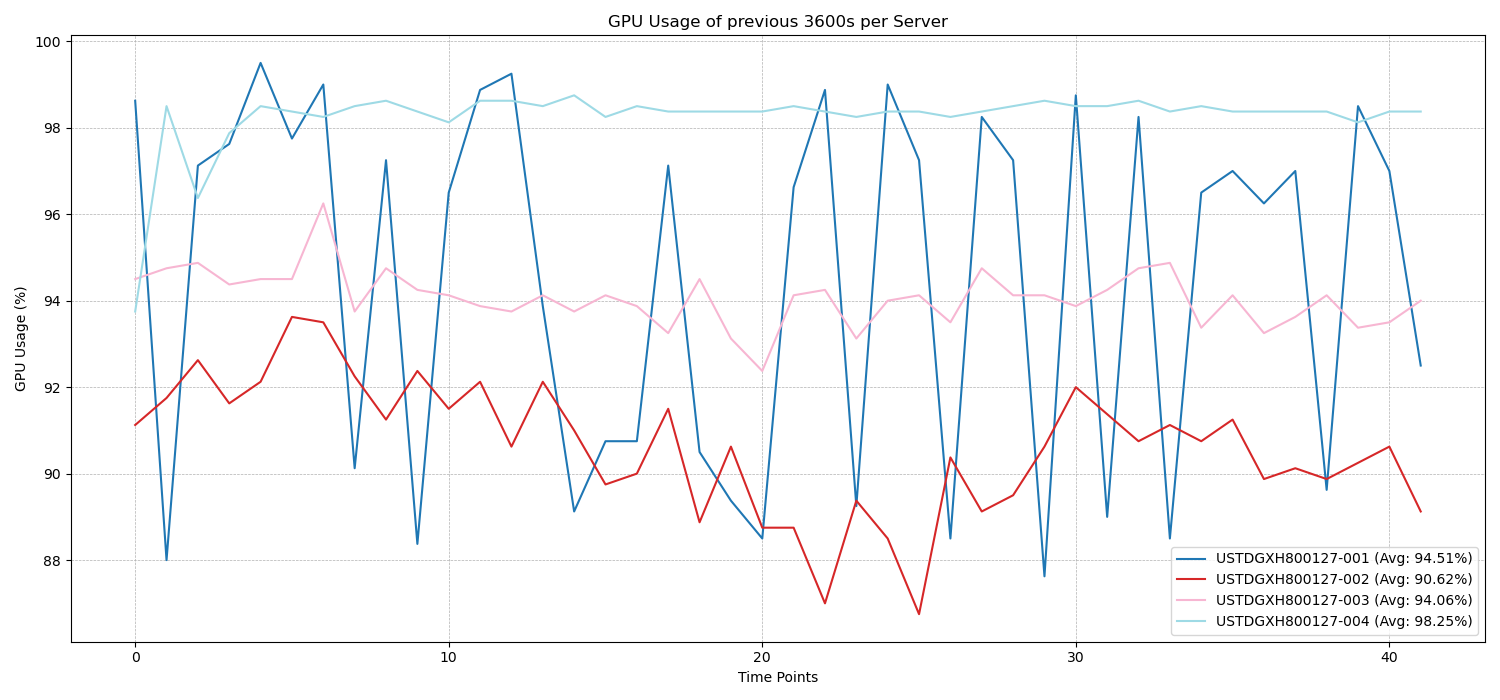 GPU Usage of previous 3600s per Server
GPU Usage (%)
100
98
96
94
92
90
88
USTDGXH800127-001 (Avg: 94.51%)
USTDGXH800127-002 (Avg: 90.62%)
USTDGXH800127-003 (Avg: 94.06%)
USTDGXH800127-004 (Avg: 98.25%)
0 10 20 30 40
Time Points